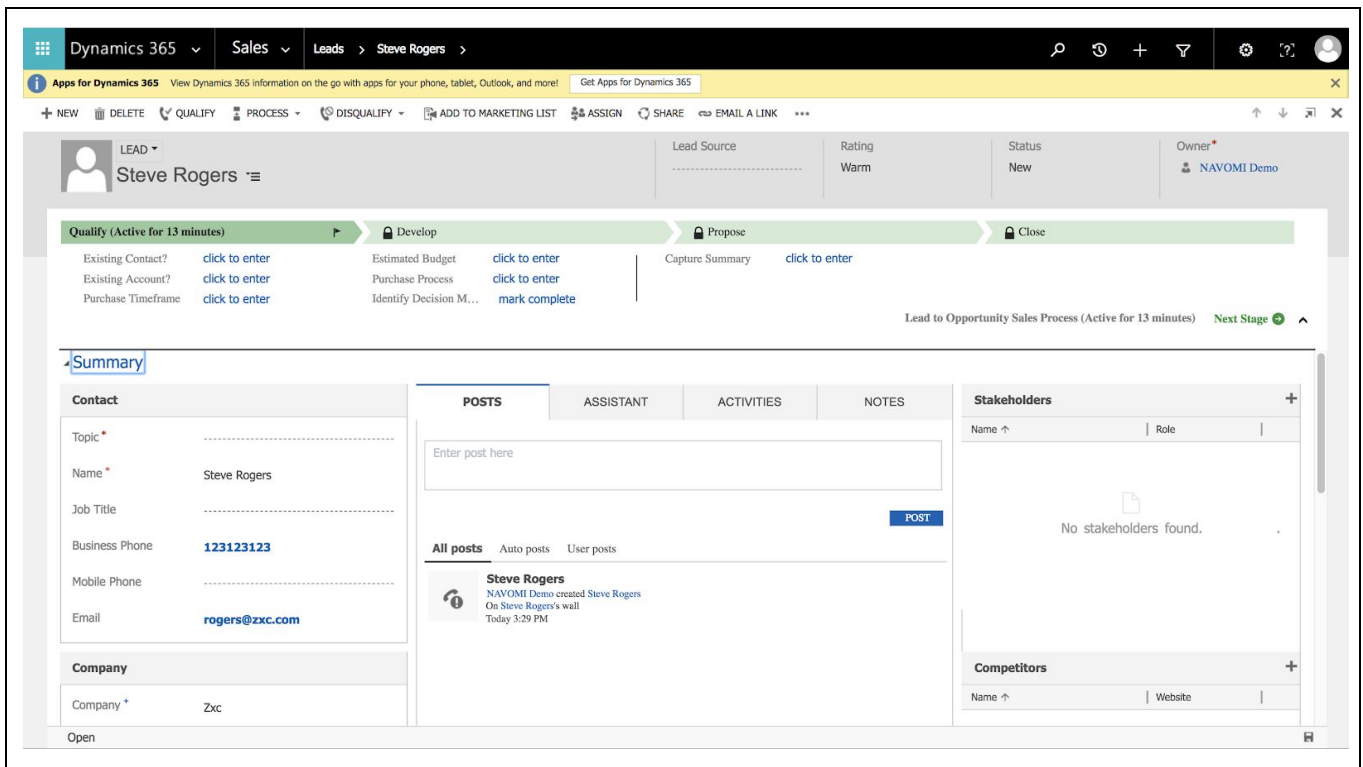 Dynamics 365 Sales Leads > Steve Rogers >
Apps for Dynamics 365 View Dynamics 365 information on the go with apps for your phone, tablet, Outlook, and more! Get Apps for Dynamics 365
+ NEW DELETE QUALIFY PROCESS DISQUALIFY ADD TO MARKETING LIST ASSIGN SHARE EMAIL A LINK •••
LEAD
Steve Rogers
Lead Source Rating Status Owner*
Warm New NAVOMI Demo
Qualify (Active for 13 minutes) Develop Propose Close
Existing Contact? click to enter Estimated Budget click to enter Capture Summary click to enter
Existing Account? click to enter Purchase Process click to enter
Purchase Timeframe click to enter Identify Decision M... mark complete
Lead to Opportunity Sales Process (Active for 13 minutes) Next Stage
Summary
Contact
Topic*
Name* Steve Rogers
Job Title
Business Phone 123123123
Mobile Phone
Email rogers@zxc.com
Company
Company+ Zxc
POSTS ASSISTANT ACTIVITIES NOTES
Enter post here
POST
All posts Auto posts User posts
Steve Rogers
NAVOMI Demo created Steve Rogers
On Steve Rogers's wall
Today 3:29 PM
Stakeholders +
Name ↑ Role
No stakeholders found. .
Competitors +
Name ↑ Website
Open